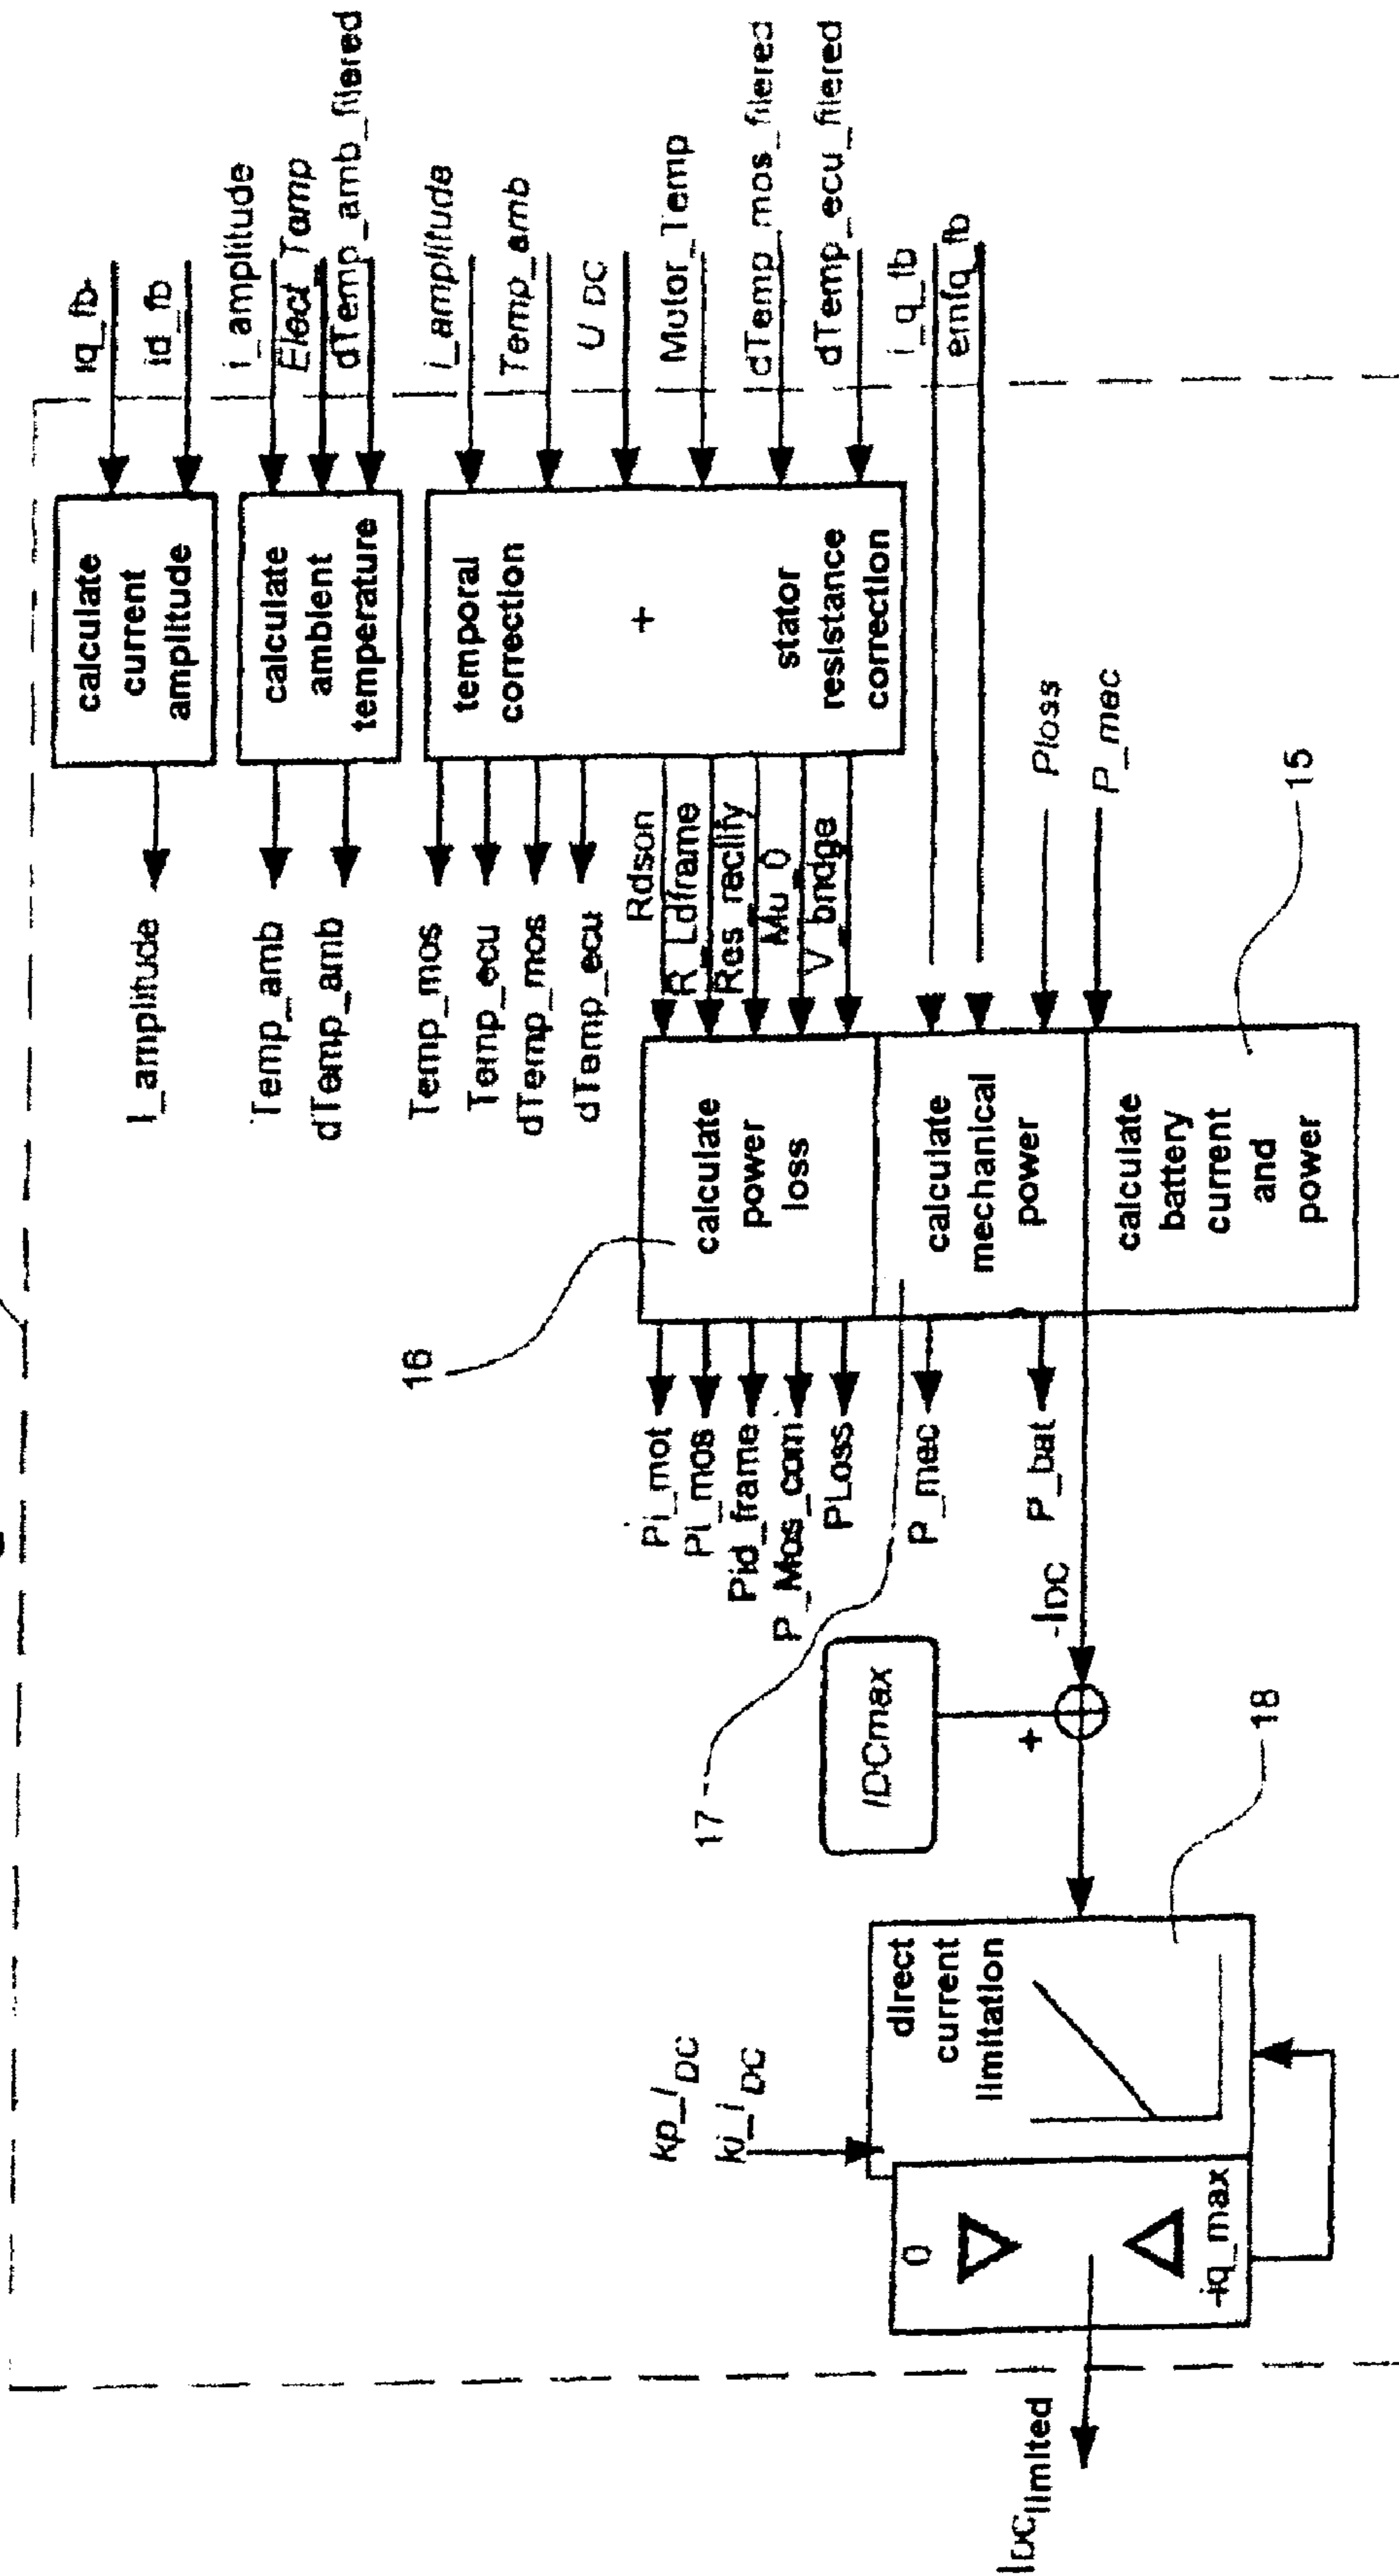 iq_fb
id_fb
i_amplitude
Elect_Tamp
dTemp_amb_filered
i_amplitude
Temp_amb
U DC
Motor_Temp
dTemp_mos_filered
dTemp_ecu_filered
i_q_fb
emfq_fb
calculate
current
amplitude
calculate
ambient
temperature
temporal
correction
+
stator
resistance
correction
Ploss
P_mec
15
I_amplitude
Temp_amb
dTemp_amb
Temp_mos
Temp_ecu
dTemp_mos
dTemp_ecu
Rdson
R_Ldframe
Res_reclify
Mu_0
V_bridge
calculate
power
loss
calculate
mechanical
power
calculate
battery
current
and
power
16
Pi_mot
Pi_mos
Pid_frame
P_Mos_com
PLoss
P_mec
P_bat
17
-IDC
IDCmax
+
18
direct
current
limitation
kp_iDC
ki_iDC
0
-iq_max
IDClimited